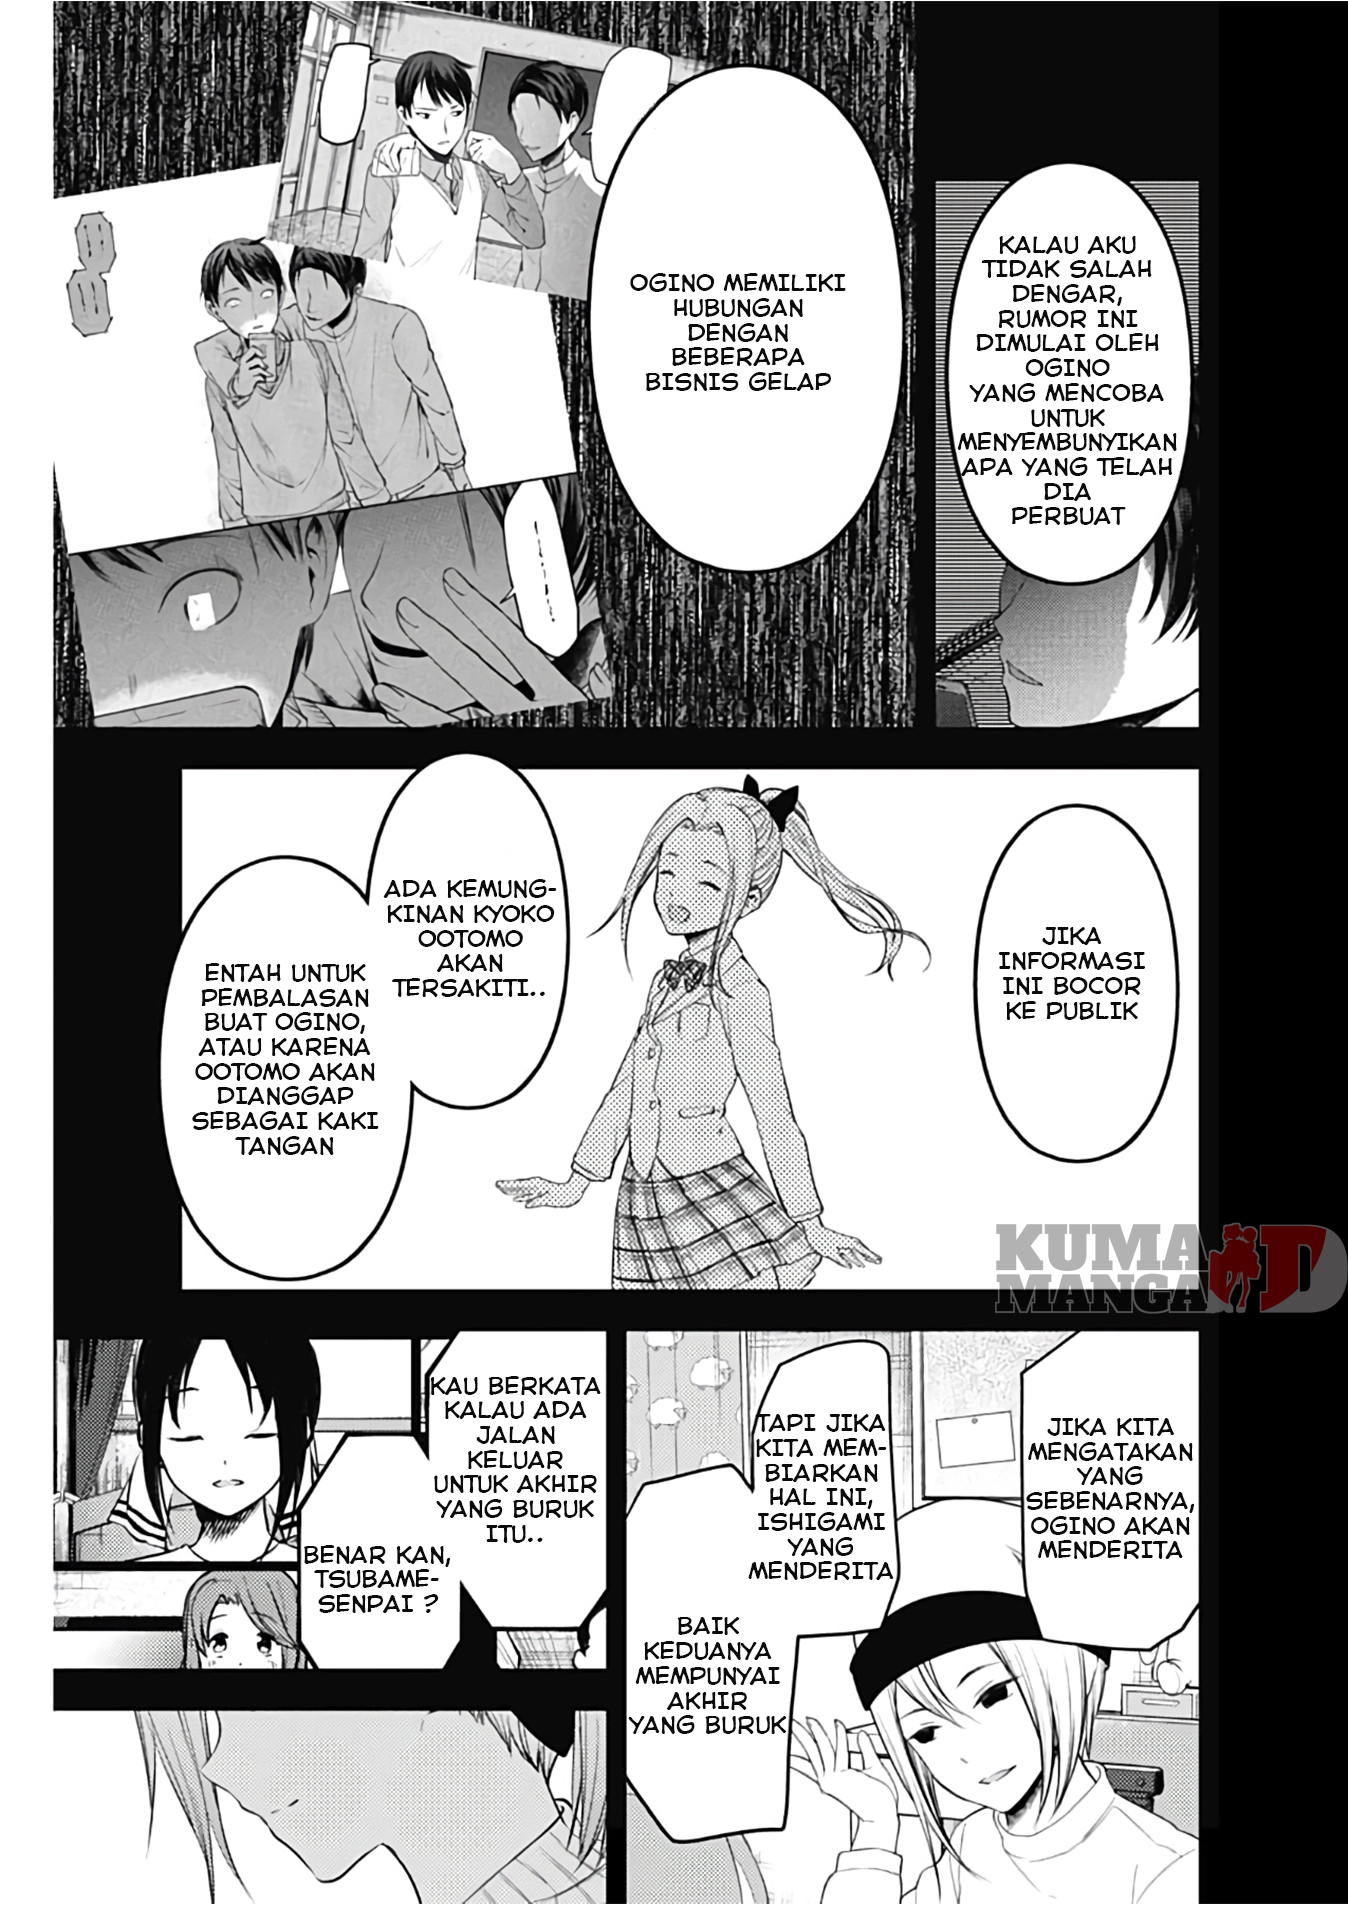 KALAU AKU
TIDAK SALAH
DENGAR,
RUMOR INI
DIMULAI OLEH
OGINO
YANG MENCOBA
UNTUK
MENYEMBUNYIKAN
APA YANG TELAH
DIA
PERBUAT
OGINO MEMILIKI
HUBUNGAN
DENGAN
BEBERAPA
BISNIS GELAP
JIKA
INFORMASI
INI BOCOR
KE PUBLIK
ADA KEMUNG-
KINAN KYOKO
OOTOMO
AKAN
TERSAKITI..
ENTAH UNTUK
PEMBALASAN
BUAT OGINO,
ATAU KARENA
OOTOMO AKAN
DIANGGAP
SEBAGAI KAKI
TANGAN
KUMA
MANGA ID
JIKA KITA
MENGATAKAN
YANG
SEBENARNYA,
OGINO AKAN
MENDERITA
TAPI JIKA
KITA MEM-
BIARKAN
HAL INI,
ISHIGAMI
YANG
MENDERITA
BAIK
KEDUANYA
MEMPUNYAI
AKHIR
YANG BURUK
KAU BERKATA
KALAU ADA
JALAN
KELUAR
UNTUK AKHIR
YANG BURUK
ITU..
BENAR KAN,
TSUBAME-
SENPAI ?